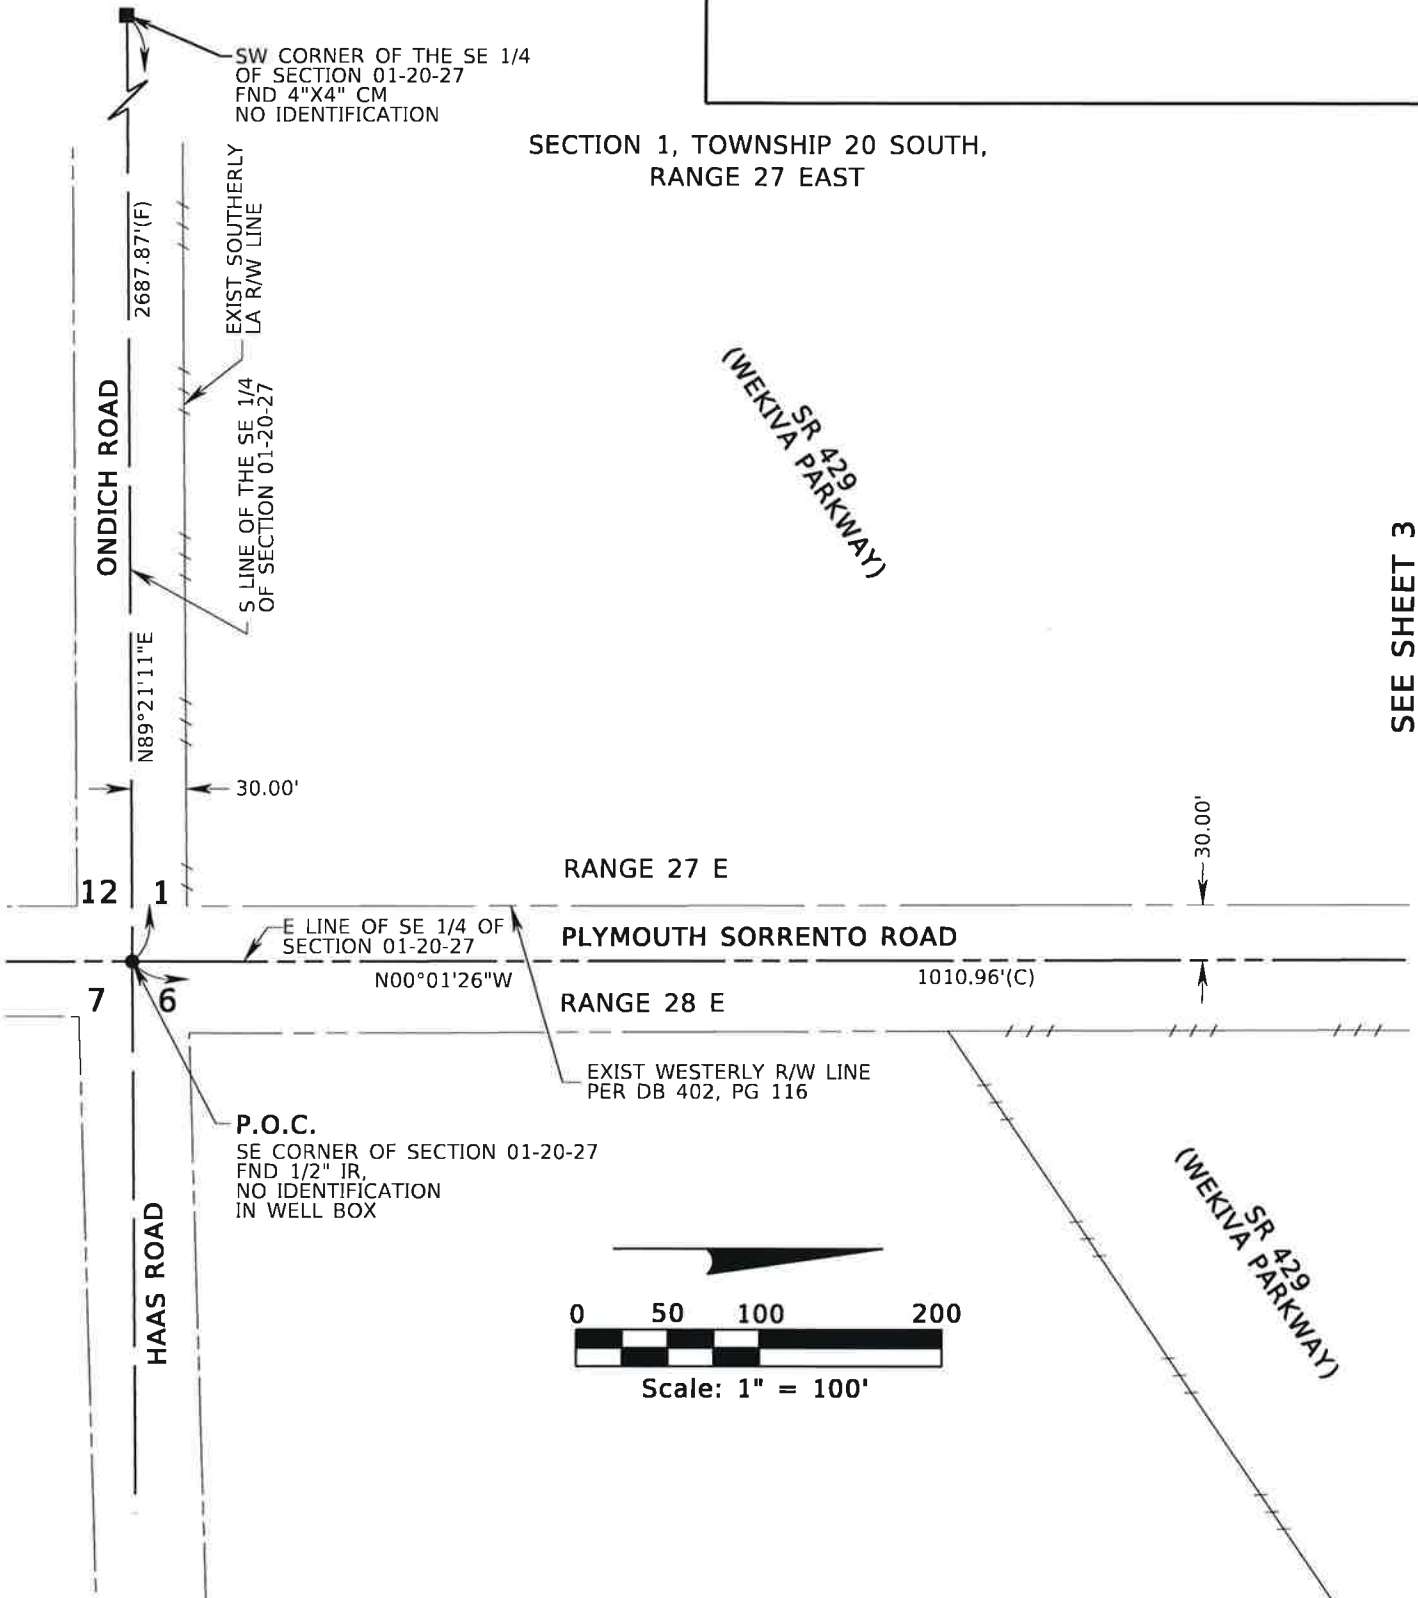 SW CORNER OF THE SE 1/4
OF SECTION 01-20-27
FND 4"X4" CM
NO IDENTIFICATION
SECTION 1, TOWNSHIP 20 SOUTH,
RANGE 27 EAST
2687.87'(F)
EXIST SOUTHERLY
LA R/W LINE
ONDICH ROAD
S LINE OF THE SE 1/4
OF SECTION 01-20-27
N89°21'11"E
SR 429
(WEKIVA PARKWAY)
SEE SHEET 3
30.00'
30.00'
12
1
RANGE 27 E
E LINE OF SE 1/4 OF
SECTION 01-20-27
PLYMOUTH SORRENTO ROAD
N00°01'26"W
1010.96'(C)
7
6
RANGE 28 E
EXIST WESTERLY R/W LINE
PER DB 402, PG 116
P.O.C.
SE CORNER OF SECTION 01-20-27
FND 1/2" IR,
NO IDENTIFICATION
IN WELL BOX
HAAS ROAD
SR 429
(WEKIVA PARKWAY)
0 50 100 200
Scale: 1" = 100'